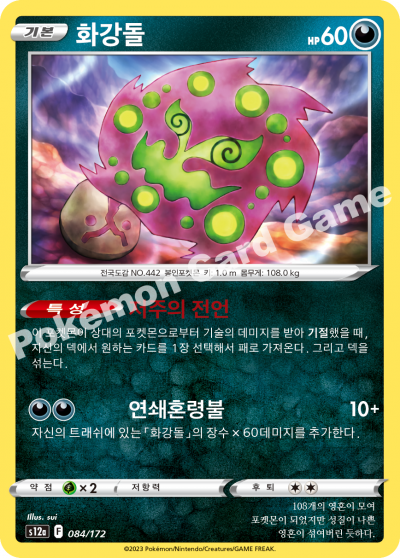 기본 화강돌 HP 60
전국도감 NO.442 봉인포켓몬 키: 1.0 m 몸무게: 108.0 kg
특성 저주의 전인
이 포켓몬이 상대의 포켓몬으로부터 기술의 데미지를 받아 기절했을 때,
자신의 덱에서 원하는 카드를 1장 선택해서 패로 가져온다. 그리고 덱을
섞는다.
연쇄혼령불 10+
자신의 트래쉬에 있는 「화강돌」의 장수 × 60데미지를 추가한다.
약점 × 2 저항력 후퇴
Illus. sui
s12a F 084/172
108개의 영혼이 모여
포켓몬이 되었지만 성질이 나쁜
영혼이 섞여버린 듯하다.
©2023 Pokémon/Nintendo/Creatures/GAME FREAK.
Pokémon Card Game